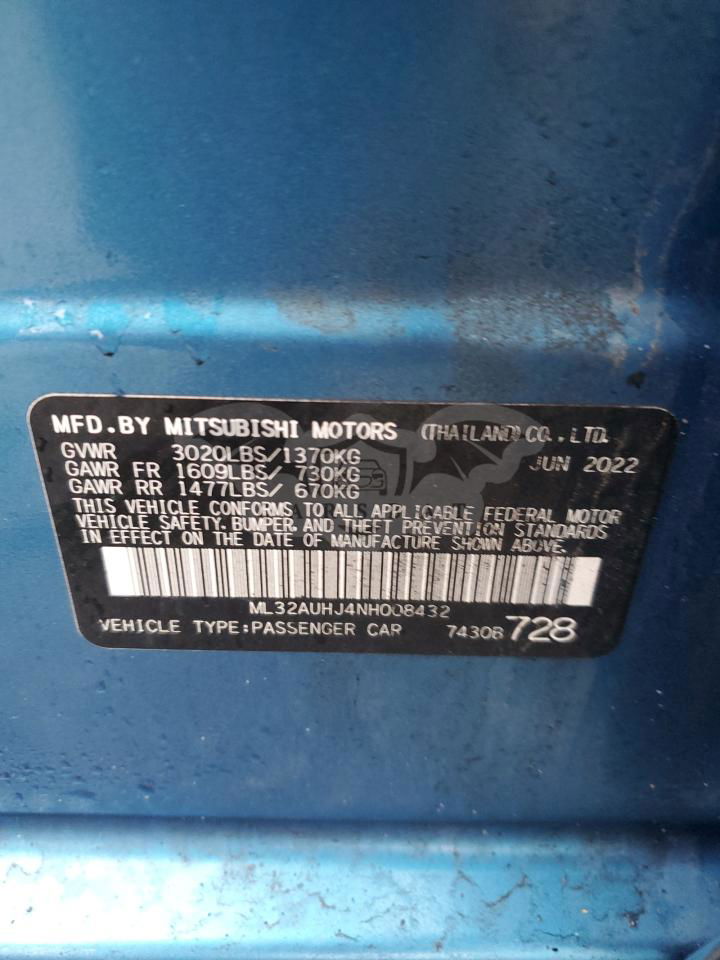 MFD.BY MITSUBISHI MOTORS (THAILAND)CO.,LTD.
GVWR 3020LBS/1370KG JUN 2022
GAWR FR 1609LBS/ 730KG
GAWR RR 1477LBS/ 670KG
THIS VEHICLE CONFORMS TO ALL APPLICABLE FEDERAL MOTOR
VEHICLE SAFETY, BUMPER, AND THEFT PREVENTION STANDARDS
IN EFFECT ON THE DATE OF MANUFACTURE SHOWN ABOVE.
ML32AUHJ4NH008432
VEHICLE TYPE:PASSENGER CAR 7430B 728